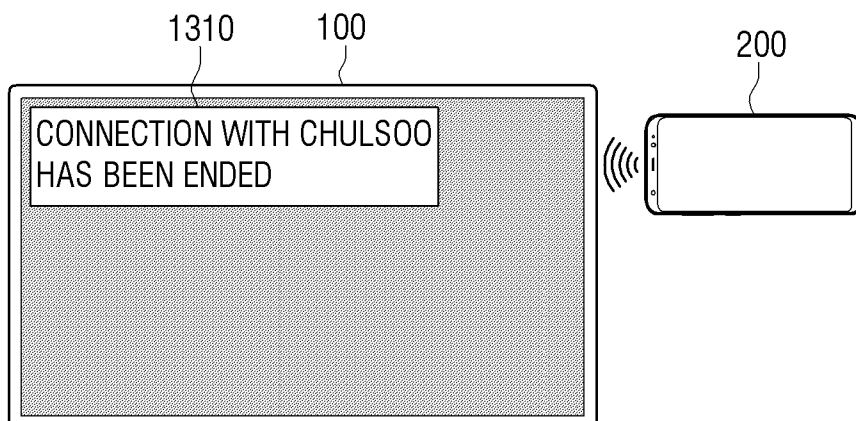 1310
100
200
CONNECTION WITH CHULSOO
HAS BEEN ENDED